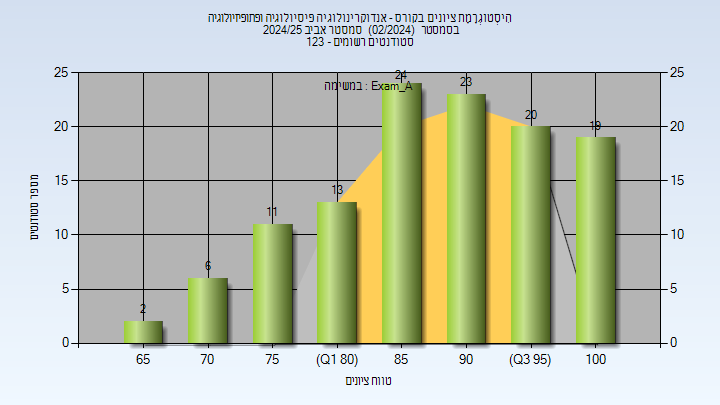 היסטוגרמת ציונים בקורס - אנדוקרינולוגיה פיסיולוגיה ופתופיזיולוגיה
בסמסטר (02/2024) סמסטר אביב 2024/25
סטודנטים רשומים - 123
במשימה : Exam_A
25 25
20 20
15 15
10 10
5 5
0 0
2 6 11 13 24 23 20 19
מספר סטודנטים
65 70 75 (Q1 80) 85 90 (Q3 95) 100
טווח ציונים